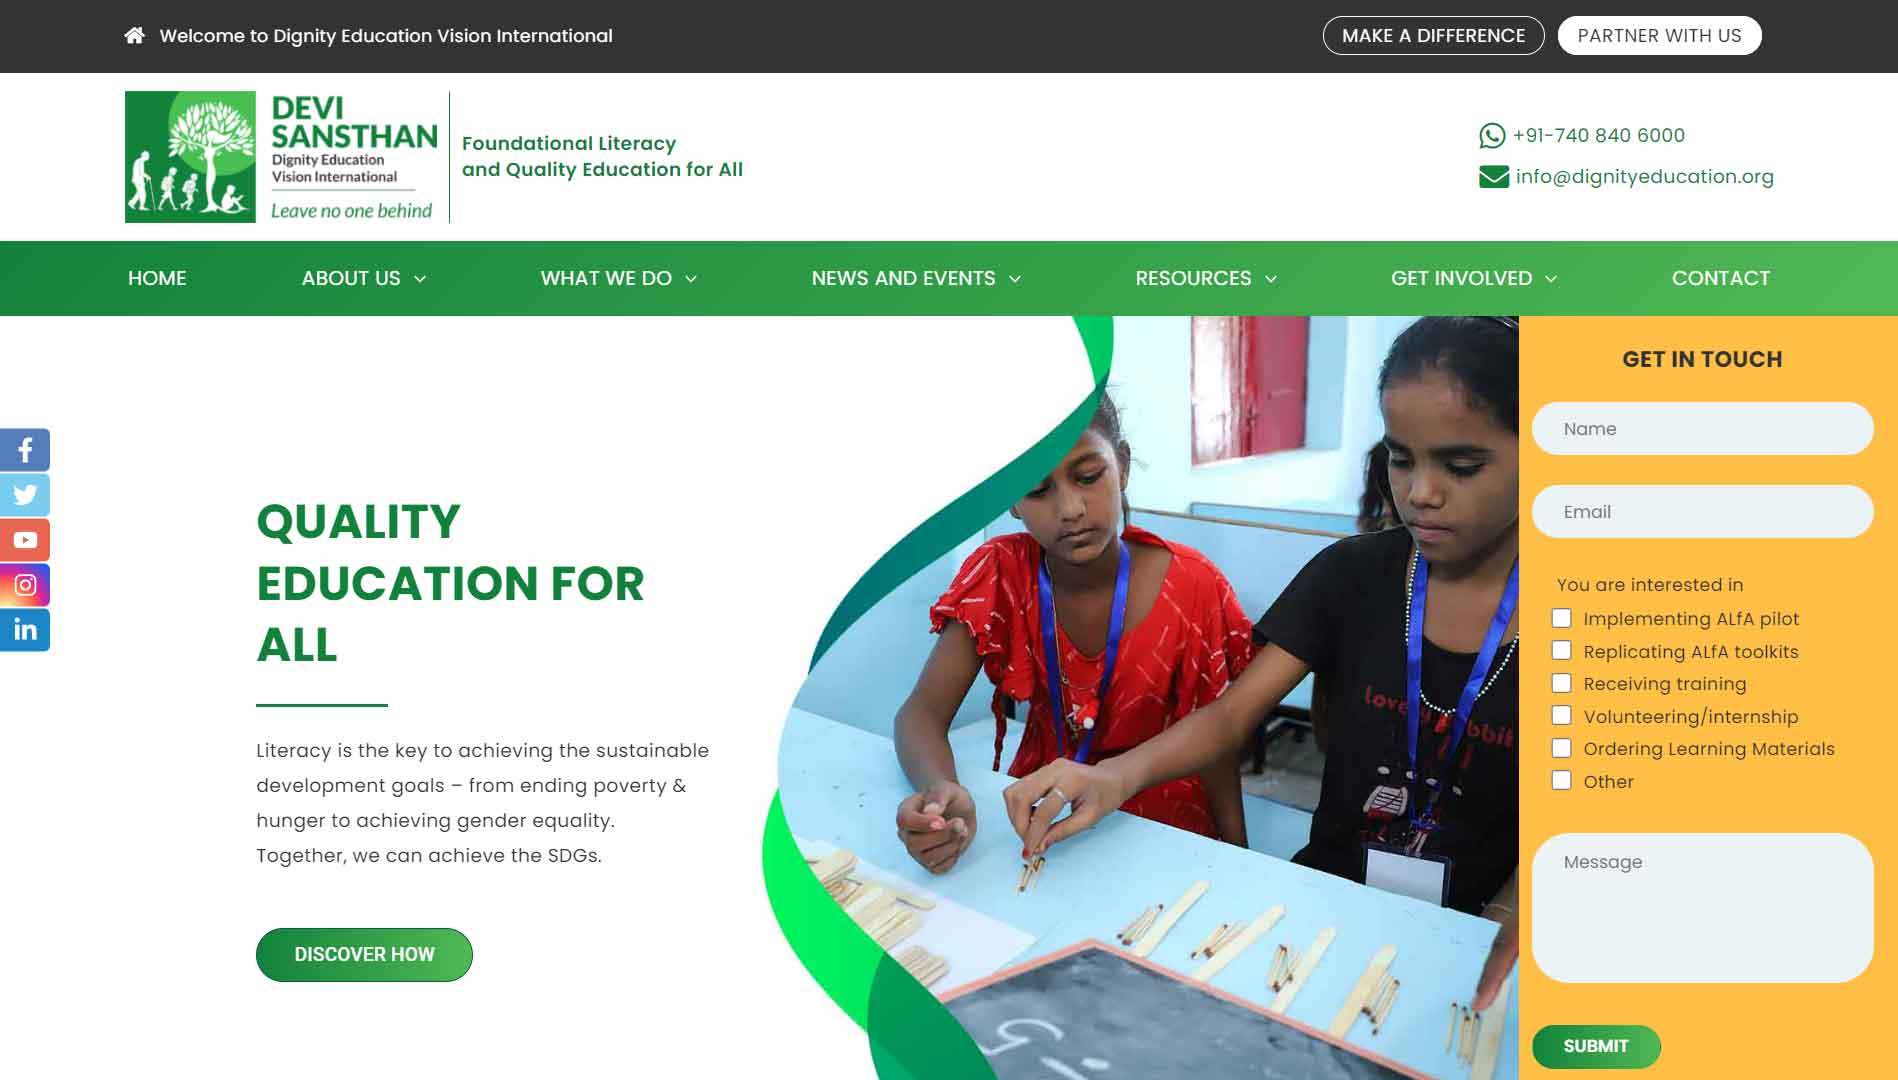 Welcome to Dignity Education Vision International
MAKE A DIFFERENCE
PARTNER WITH US
DEVI
SANSTHAN
Dignity Education
Vision International
Leave no one behind
Foundational Literacy
and Quality Education for All
+91-740 840 6000
info@dignityeducation.org
HOME
ABOUT US
WHAT WE DO
NEWS AND EVENTS
RESOURCES
GET INVOLVED
CONTACT
QUALITY
EDUCATION FOR
ALL
Literacy is the key to achieving the sustainable
development goals – from ending poverty &
hunger to achieving gender equality.
Together, we can achieve the SDGs.
DISCOVER HOW
GET IN TOUCH
Name
Email
You are interested in
Implementing ALfA pilot
Replicating ALfA toolkits
Receiving training
Volunteering/internship
Ordering Learning Materials
Other
Message
SUBMIT